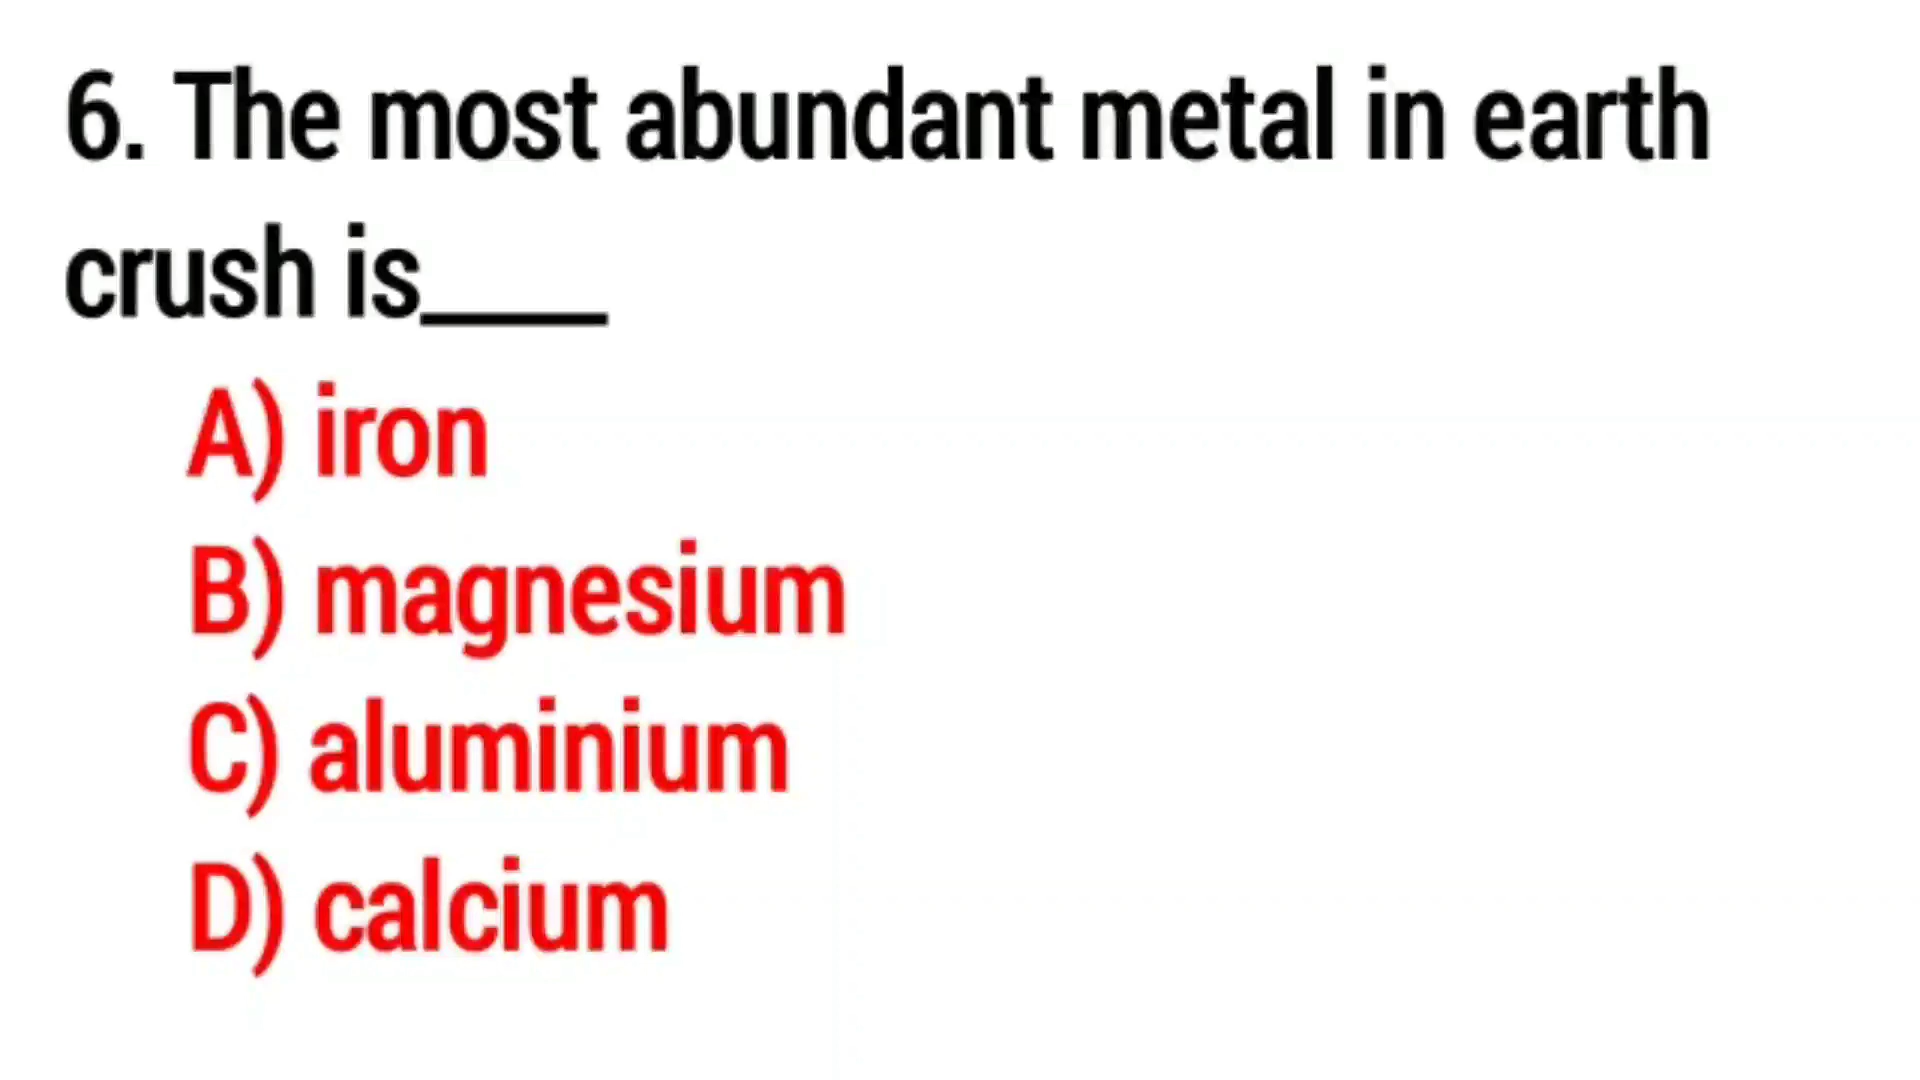 6. The most abundant metal in earth
crush is____
A) iron
B) magnesium
C) aluminium
D) calcium